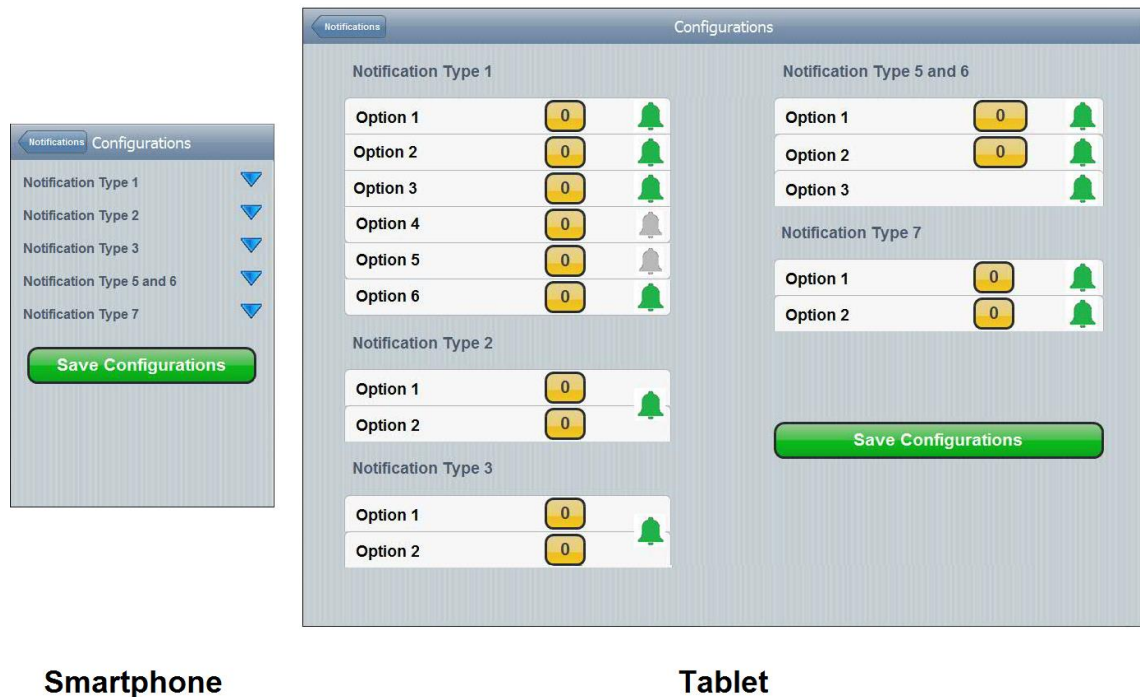 Notifications
Configurations
Notification Type 1
Notification Type 2
Notification Type 3
Notification Type 5 and 6
Notification Type 7
Save Configurations
Smartphone
Notifications
Configurations
Notification Type 1
Option 1 0
Option 2 0
Option 3 0
Option 4 0
Option 5 0
Option 6 0
Notification Type 2
Option 1 0
Option 2 0
Notification Type 3
Option 1 0
Option 2 0
Notification Type 5 and 6
Option 1 0
Option 2 0
Option 3
Notification Type 7
Option 1 0
Option 2 0
Save Configurations
Tablet